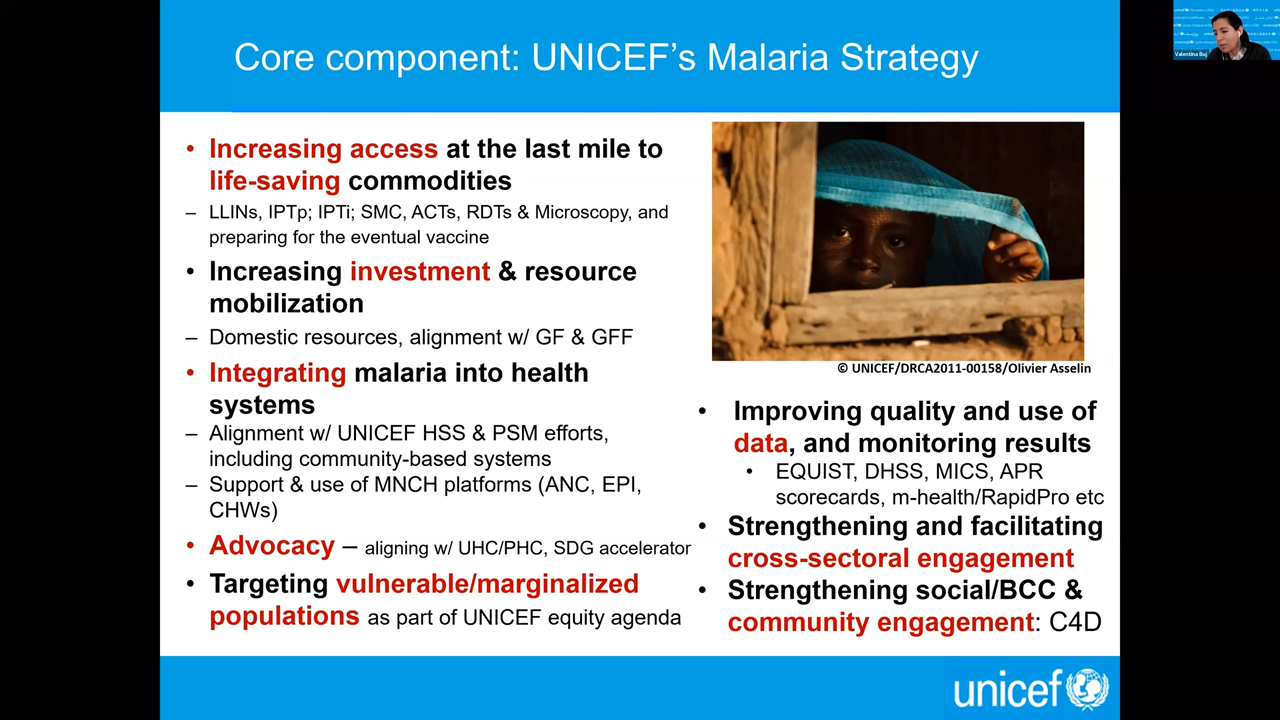 Core component: UNICEF's Malaria Strategy
• Increasing access at the last mile to
life-saving commodities
– LLINs, IPTp; IPTi; SMC, ACTs, RDTs & Microscopy, and
preparing for the eventual vaccine
• Increasing investment & resource
mobilization
– Domestic resources, alignment w/ GF & GFF
• Integrating malaria into health
systems
– Alignment w/ UNICEF HSS & PSM efforts,
including community-based systems
– Support & use of MNCH platforms (ANC, EPI,
CHWs)
• Advocacy – aligning w/ UHC/PHC, SDG accelerator
• Targeting vulnerable/marginalized
populations as part of UNICEF equity agenda
© UNICEF/DRCA2011-00158/Olivier Asselin
• Improving quality and use of
data, and monitoring results
• EQUIST, DHSS, MICS, APR
scorecards, m-health/RapidPro etc
• Strengthening and facilitating
cross-sectoral engagement
• Strengthening social/BCC &
community engagement: C4D
unicef
Valentina Buj